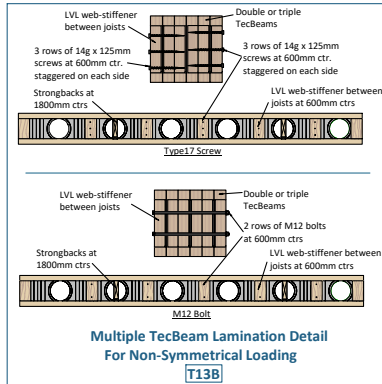 LVL web-stiffener
between joists
Double or triple
TecBeams
3 rows of 14g x 125mm
screws at 600mm ctr.
staggered on each side
3 rows of 14g x 125mm
screws at 600mm ctr.
staggered on each side
Strongbacks at
1800mm ctrs
LVL web-stiffener between
joists at 600mm ctrs
Type17 Screw
LVL web-stiffener
between joists
Double or triple
TecBeams
2 rows of M12 bolts
at 600mm ctrs
Strongbacks at
1800mm ctrs
LVL web-stiffener between
joists at 600mm ctrs
M12 Bolt
Multiple TecBeam Lamination Detail
For Non-Symmetrical Loading
T13B